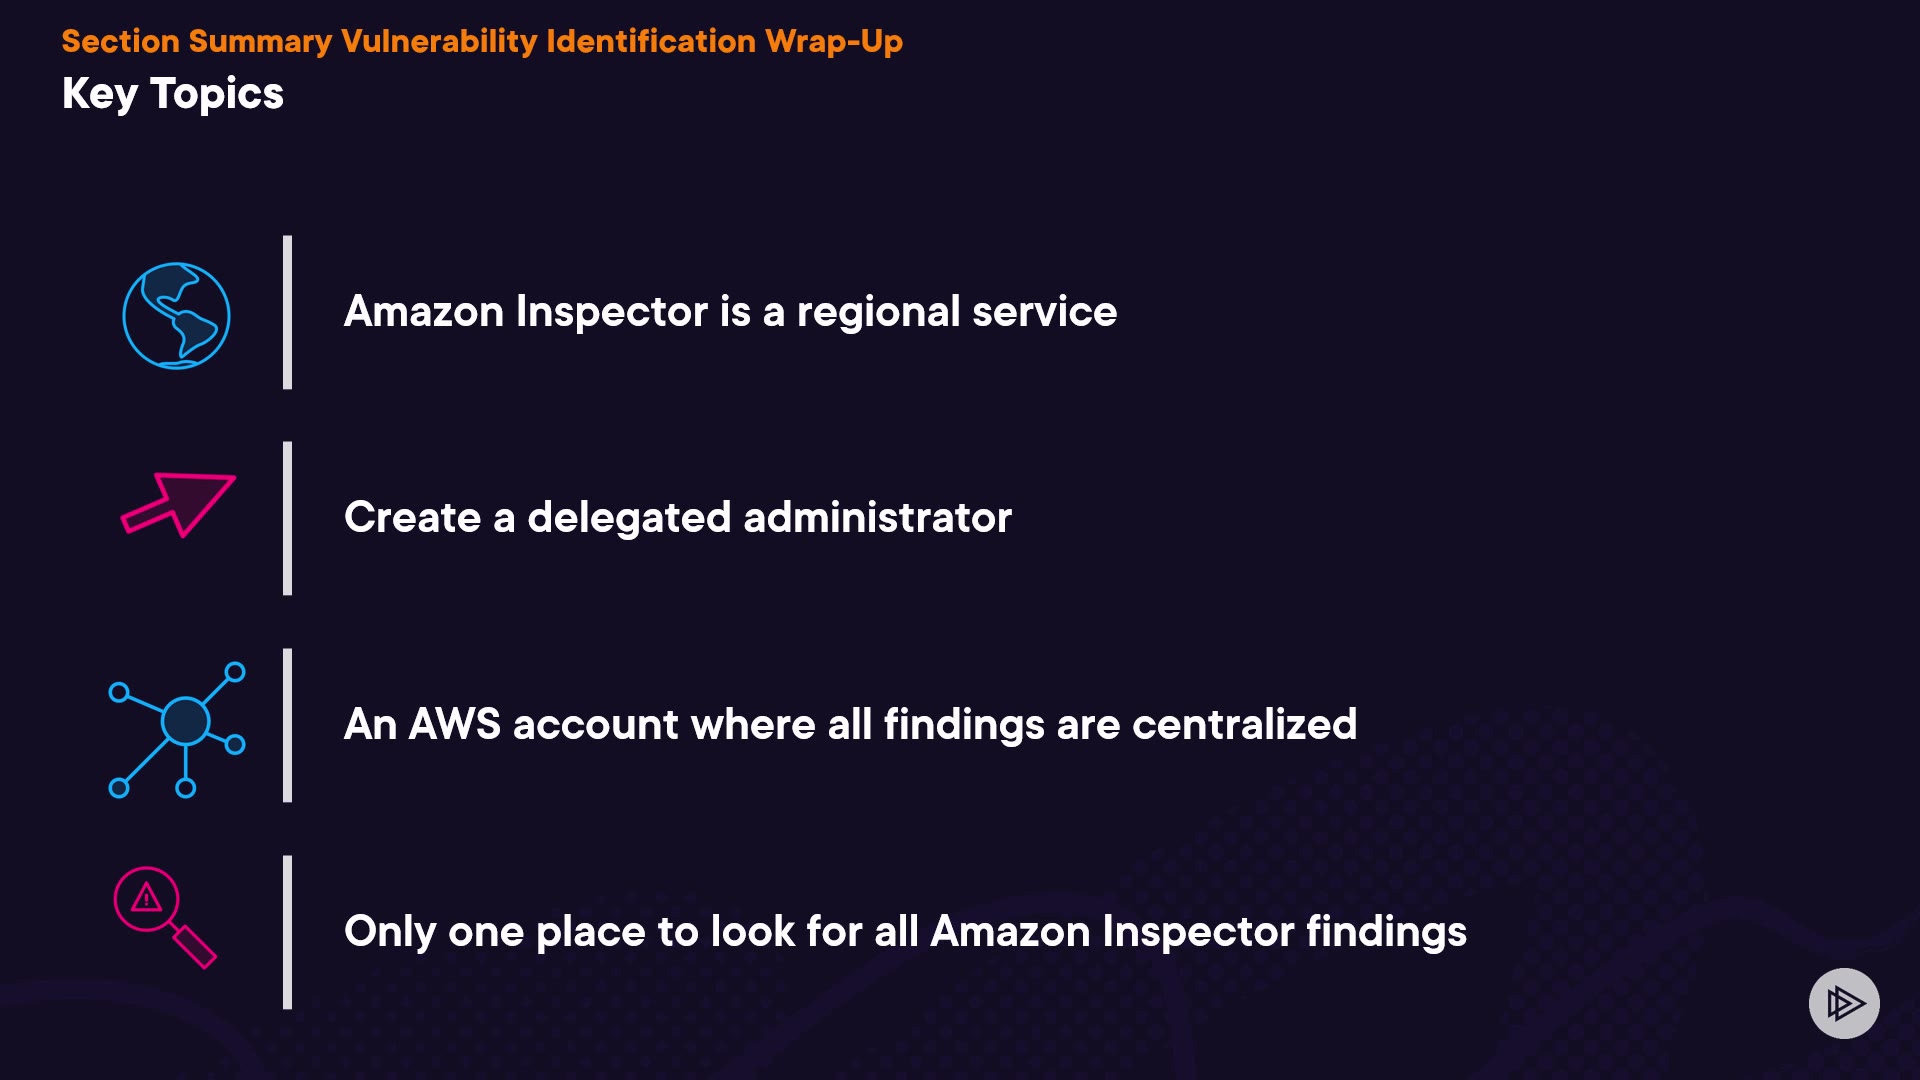 Section Summary Vulnerability Identification Wrap-Up
Key Topics
Amazon Inspector is a regional service
Create a delegated administrator
An AWS account where all findings are centralized
Only one place to look for all Amazon Inspector findings